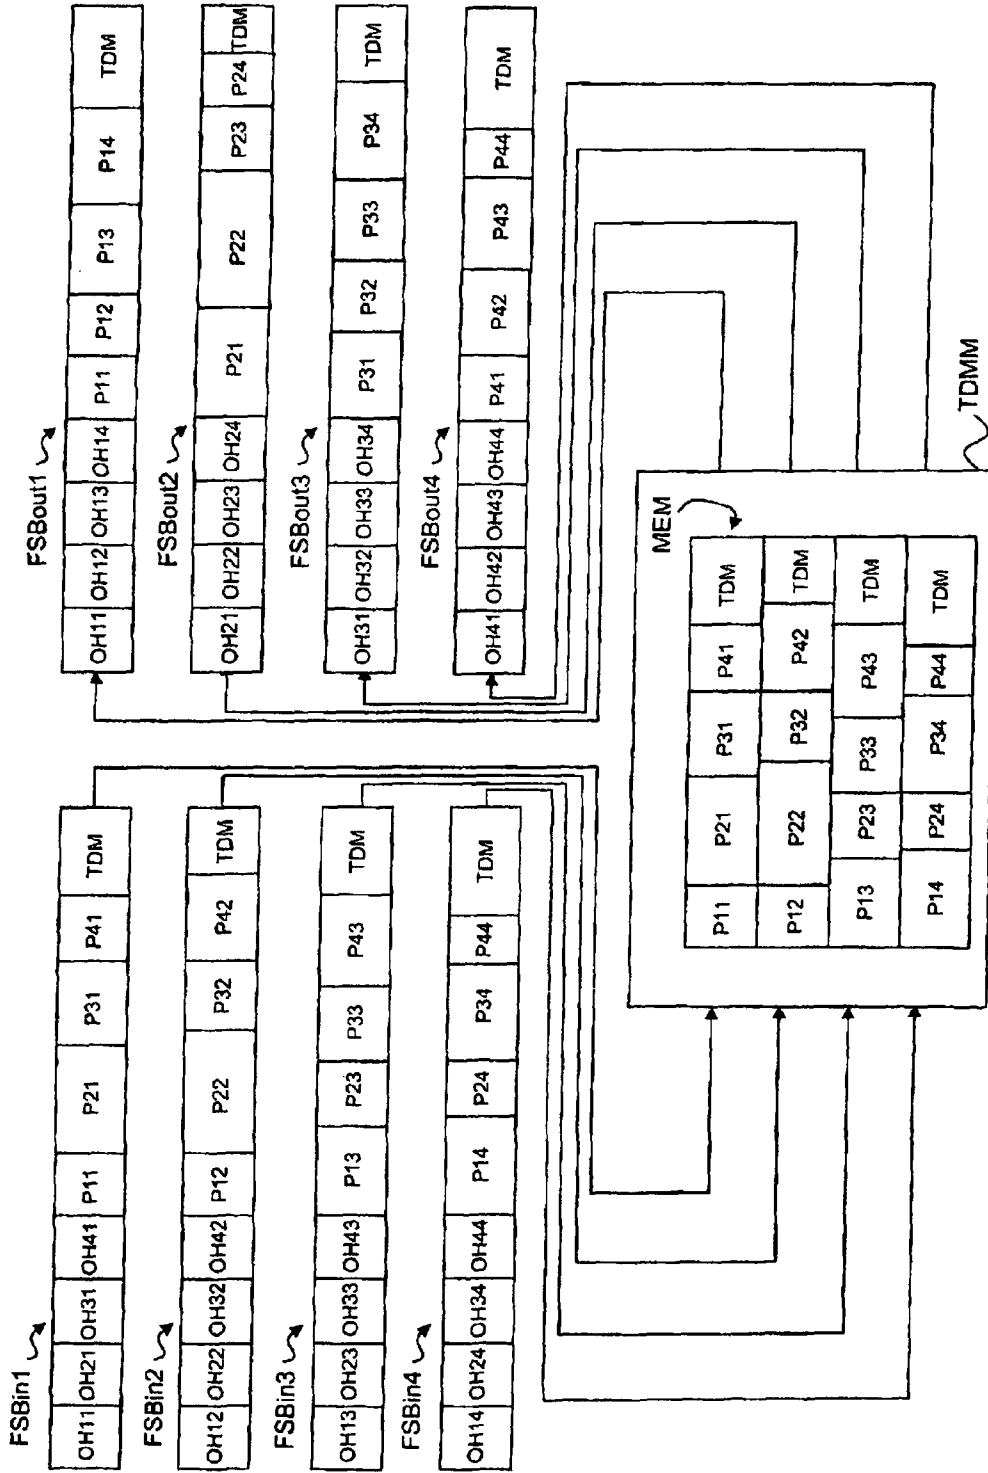 FSBin1
OH11 OH21 OH31 OH41 P11 P21 P31 P41 TDM
FSBin2
OH12 OH22 OH32 OH42 P12 P22 P32 P42 TDM
FSBin3
OH13 OH23 OH33 OH43 P13 P23 P33 P43 TDM
FSBin4
OH14 OH24 OH34 OH44 P14 P24 P34 P44 TDM
FSBout1
OH11 OH12 OH13 OH14 P11 P12 P13 P14 TDM
FSBout2
OH21 OH22 OH23 OH24 P21 P22 P23 P24 TDM
FSBout3
OH31 OH32 OH33 OH34 P31 P32 P33 P34 TDM
FSBout4
OH41 OH42 OH43 OH44 P41 P42 P43 P44 TDM
MEM
P11 P21 P31 P41 TDM
P12 P22 P32 P42 TDM
P13 P23 P33 P43 TDM
P14 P24 P34 P44 TDM
TDMM